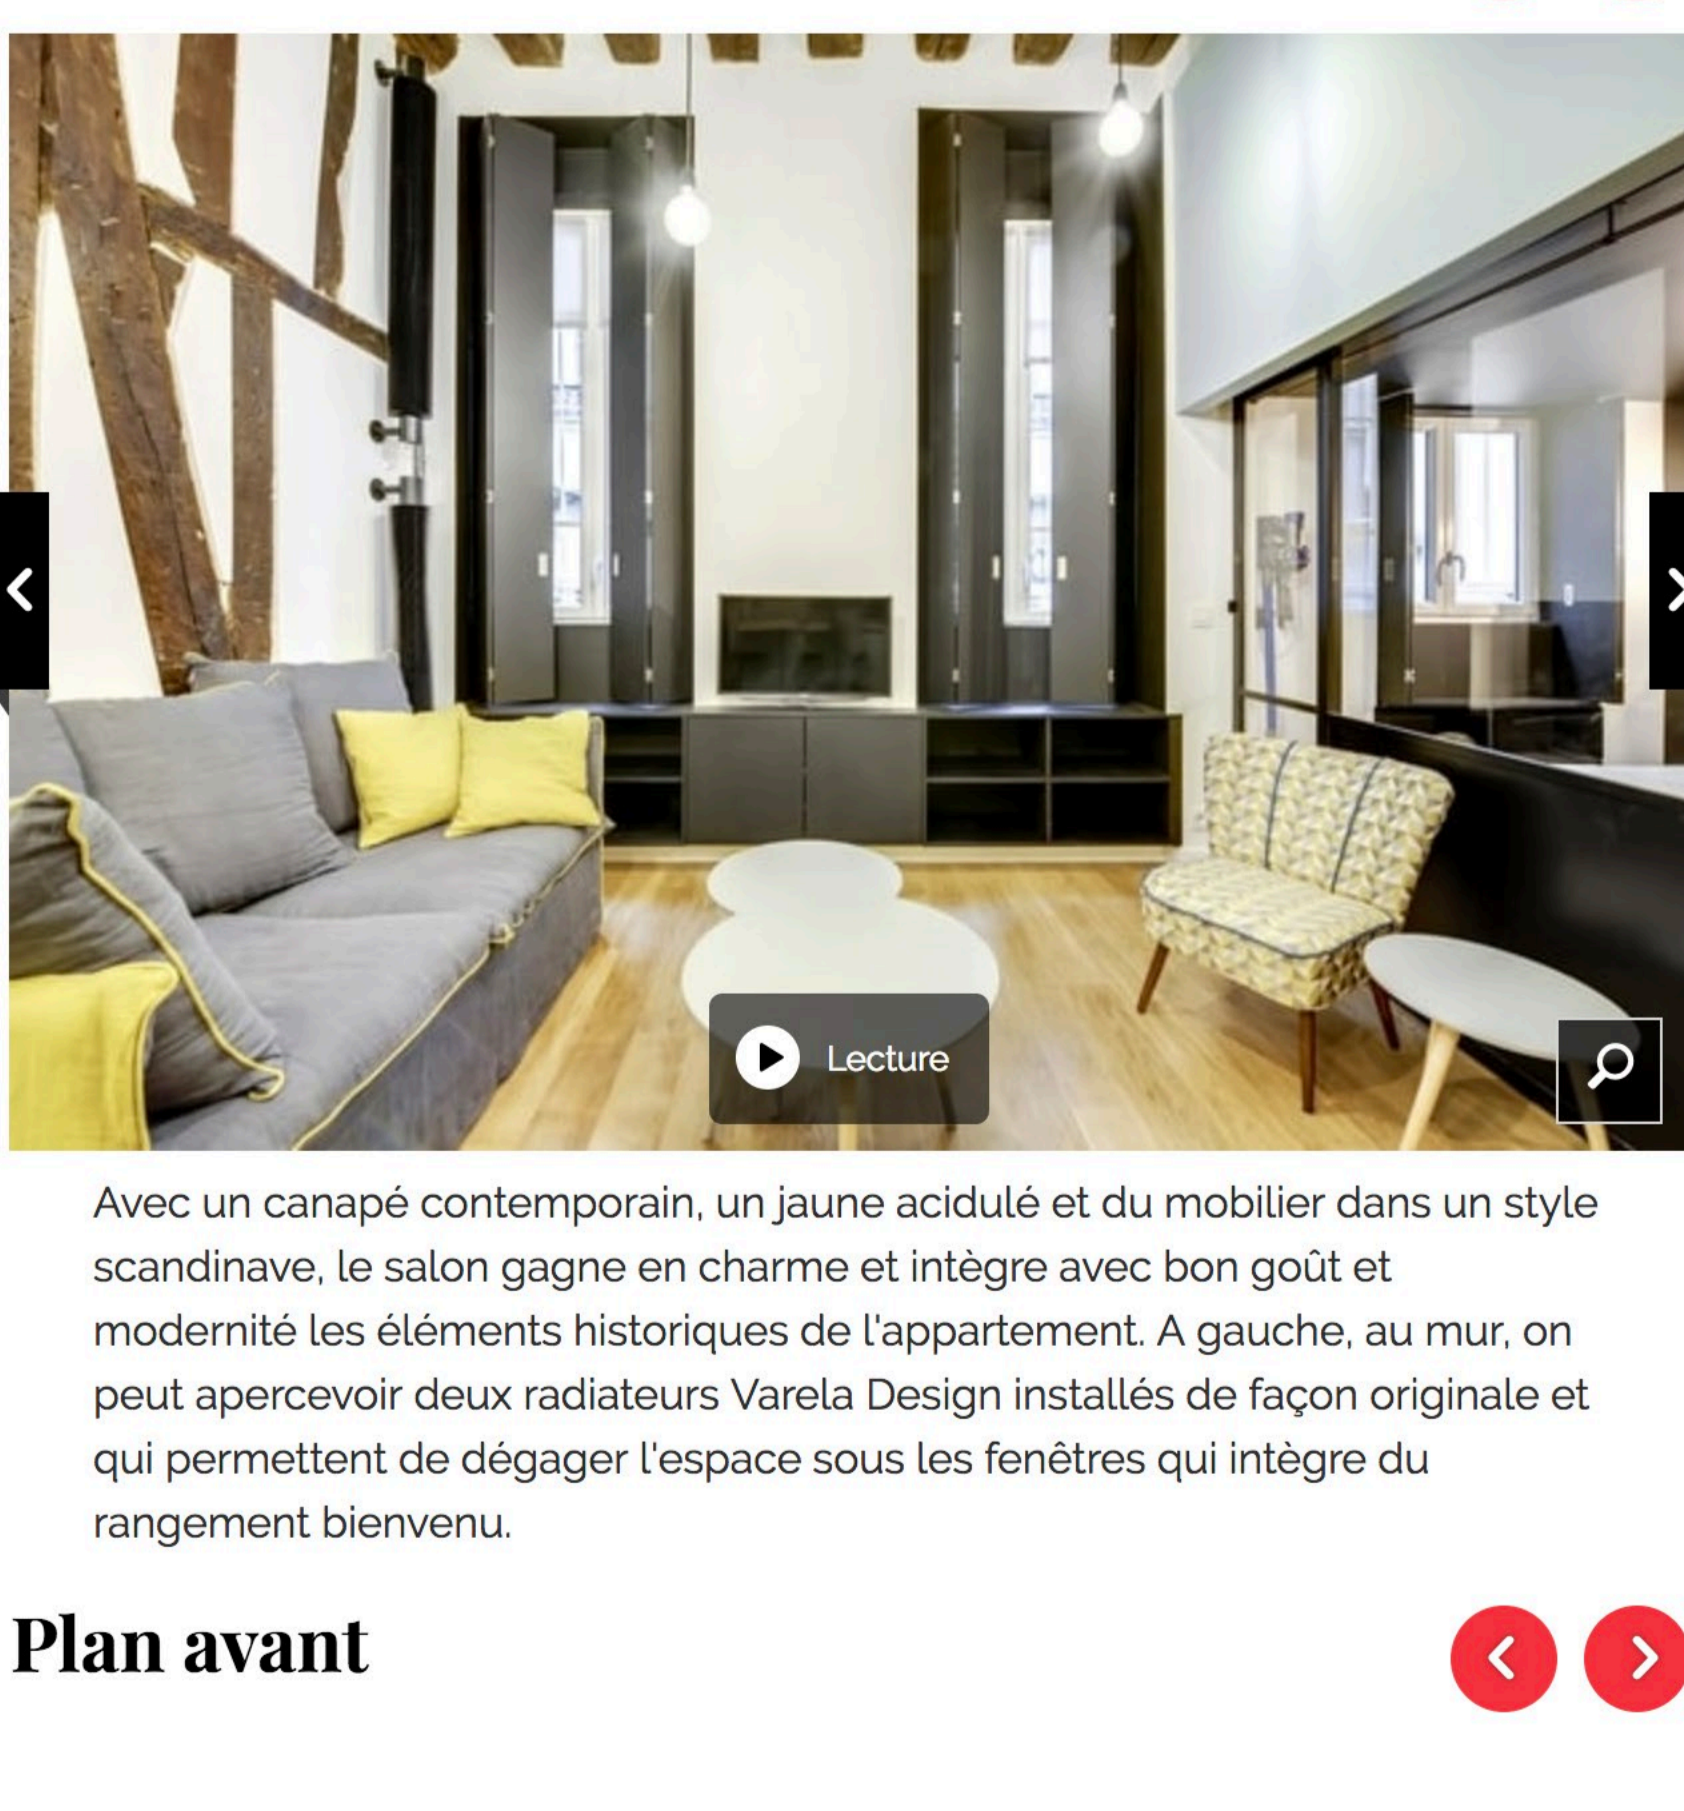 Lecture
Avec un canapé contemporain, un jaune acidulé et du mobilier dans un style
scandinave, le salon gagne en charme et intègre avec bon goût et
modernité les éléments historiques de l'appartement. A gauche, au mur, on
peut apercevoir deux radiateurs Varela Design installés de façon originale et
qui permettent de dégager l'espace sous les fenêtres qui intègre du
rangement bienvenu.
Plan avant